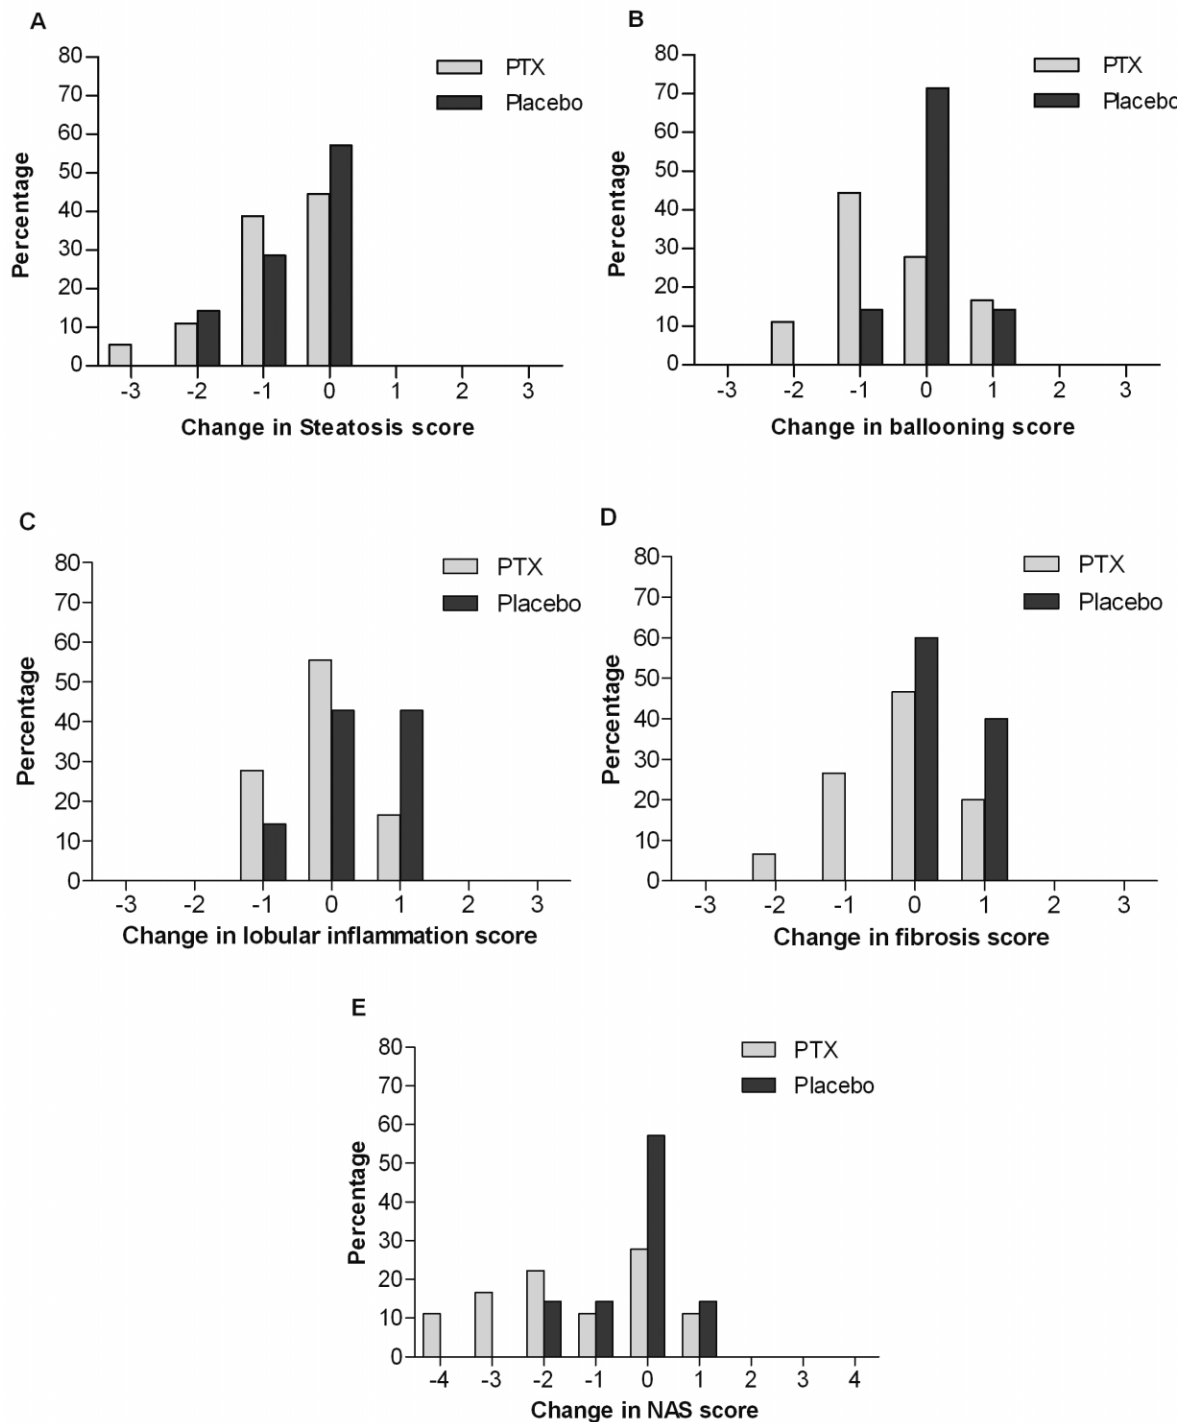 A
PTX
Placebo
80
70
60
50
40
30
20
10
0
Percentage
-3 -2 -1 0 1 2 3
Change in Steatosis score
B
PTX
Placebo
80
70
60
50
40
30
20
10
0
Percentage
-3 -2 -1 0 1 2 3
Change in ballooning score
C
PTX
Placebo
80
70
60
50
40
30
20
10
0
Percentage
-3 -2 -1 0 1 2 3
Change in lobular inflammation score
D
PTX
Placebo
80
70
60
50
40
30
20
10
0
Percentage
-3 -2 -1 0 1 2 3
Change in fibrosis score
E
PTX
Placebo
80
70
60
50
40
30
20
10
0
Percentage
-4 -3 -2 -1 0 1 2 3 4
Change in NAS score